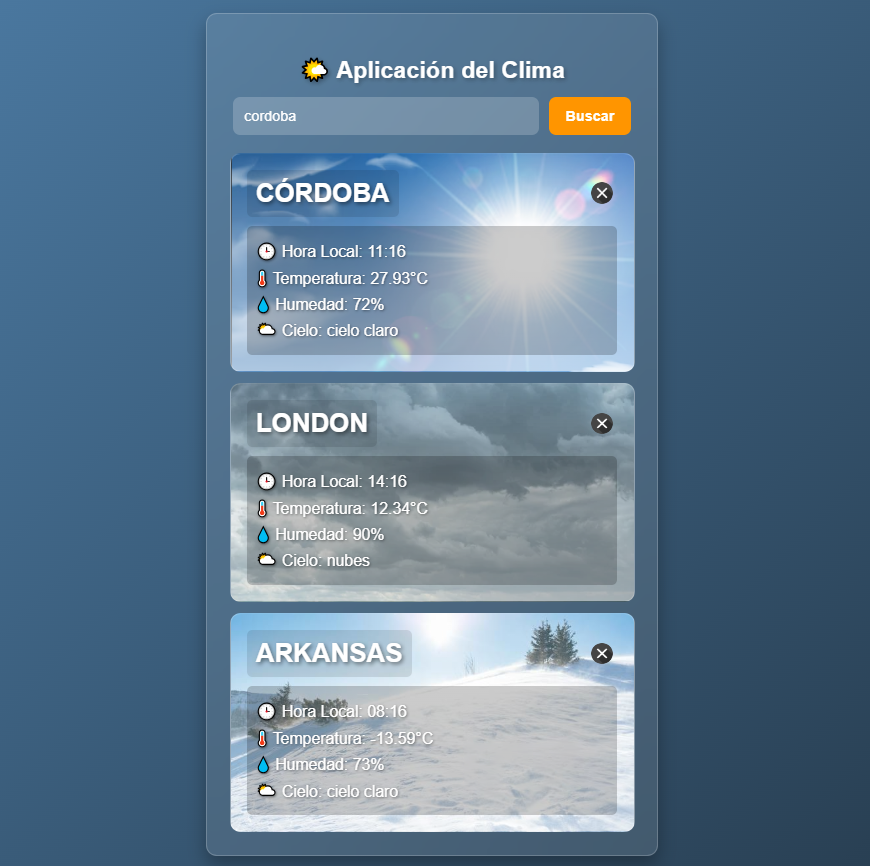 Aplicación del Clima
cordoba
Buscar
CÓRDOBA
Hora Local: 11:16
Temperatura: 27.93°C
Humedad: 72%
Cielo: cielo claro
LONDON
Hora Local: 14:16
Temperatura: 12.34°C
Humedad: 90%
Cielo: nubes
ARKANSAS
Hora Local: 08:16
Temperatura: -13.59°C
Humedad: 73%
Cielo: cielo claro